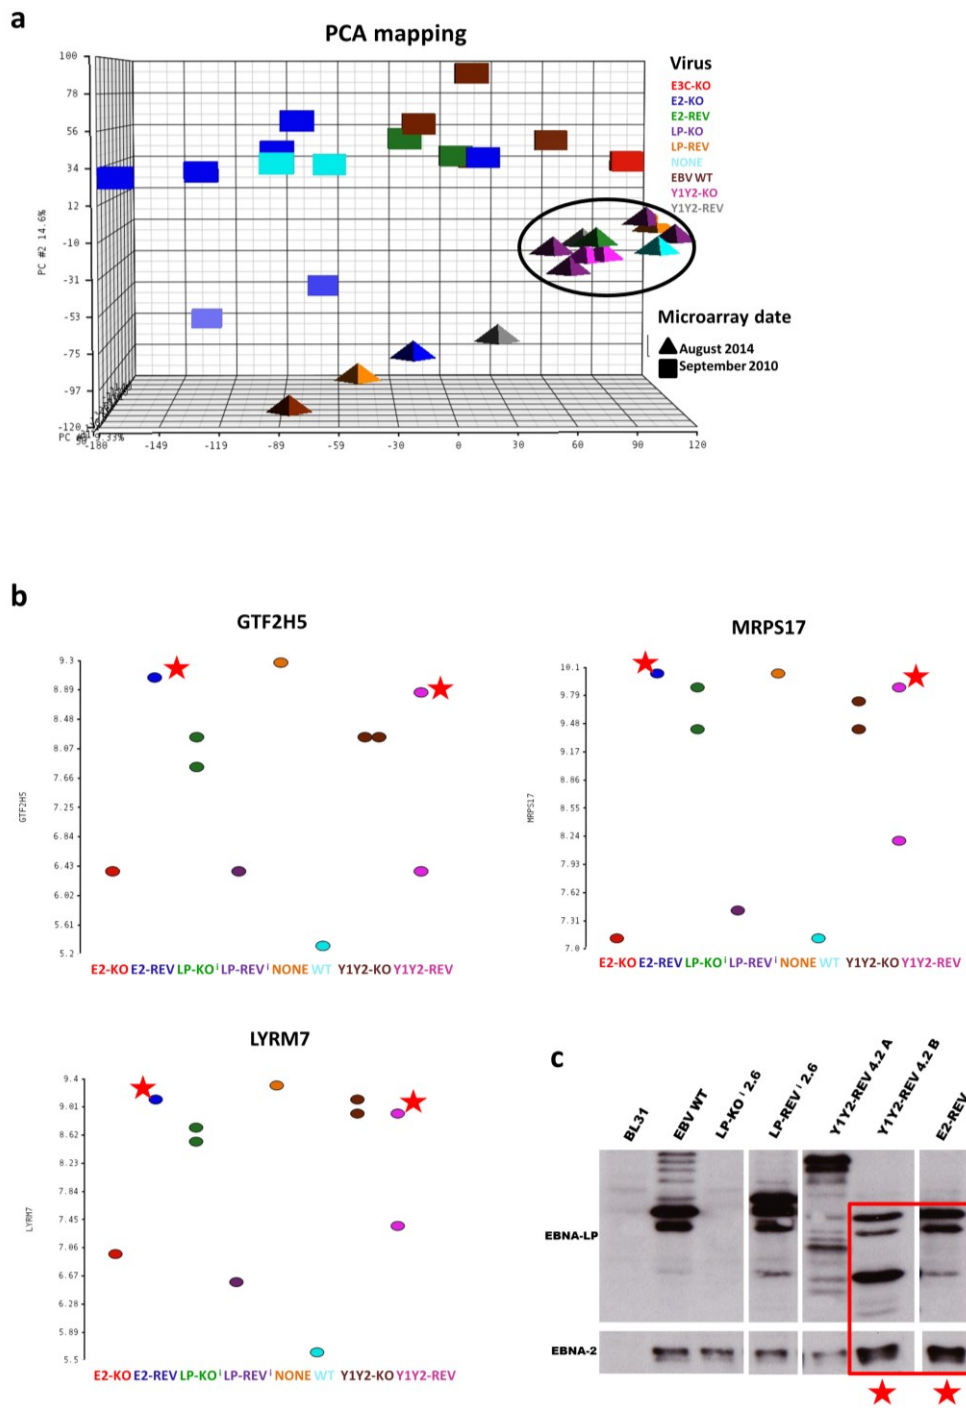 a
PCA mapping
100
78
56
34
12
-10
-31
-53
-75
-97
-120
PC #2 14.6%
-180 -149 -119 -89 -59 -30 0 30 60 90 120
Virus
E3C-KO
E2-KO
E2-REV
LP-KO
LP-REV
NONE
EBV WT
Y1Y2-KO
Y1Y2-REV
Microarray date
August 2014
September 2010
b
GTF2H5
9.3
8.89
8.48
8.07
7.66
7.25
6.84
6.43
6.02
5.61
5.2
GTF2H5
E2-KO E2-REV LP-KO i LP-REV i NONE WT Y1Y2-KO Y1Y2-REV
MRPS17
10.1
9.79
9.48
9.17
8.86
8.55
8.24
7.93
7.62
7.31
7.0
MRPS17
E2-KO E2-REV LP-KO i LP-REV i NONE WT Y1Y2-KO Y1Y2-REV
LYRM7
9.4
9.01
8.62
8.23
7.84
7.45
7.06
6.67
6.28
5.89
5.5
LYRM7
E2-KO E2-REV LP-KO i LP-REV i NONE WT Y1Y2-KO Y1Y2-REV
c
BL31
EBV WT
LP-KO i 2.6
LP-REV i 2.6
Y1Y2-REV 4.2 A
Y1Y2-REV 4.2 B
E2-REV
EBNA-LP
EBNA-2